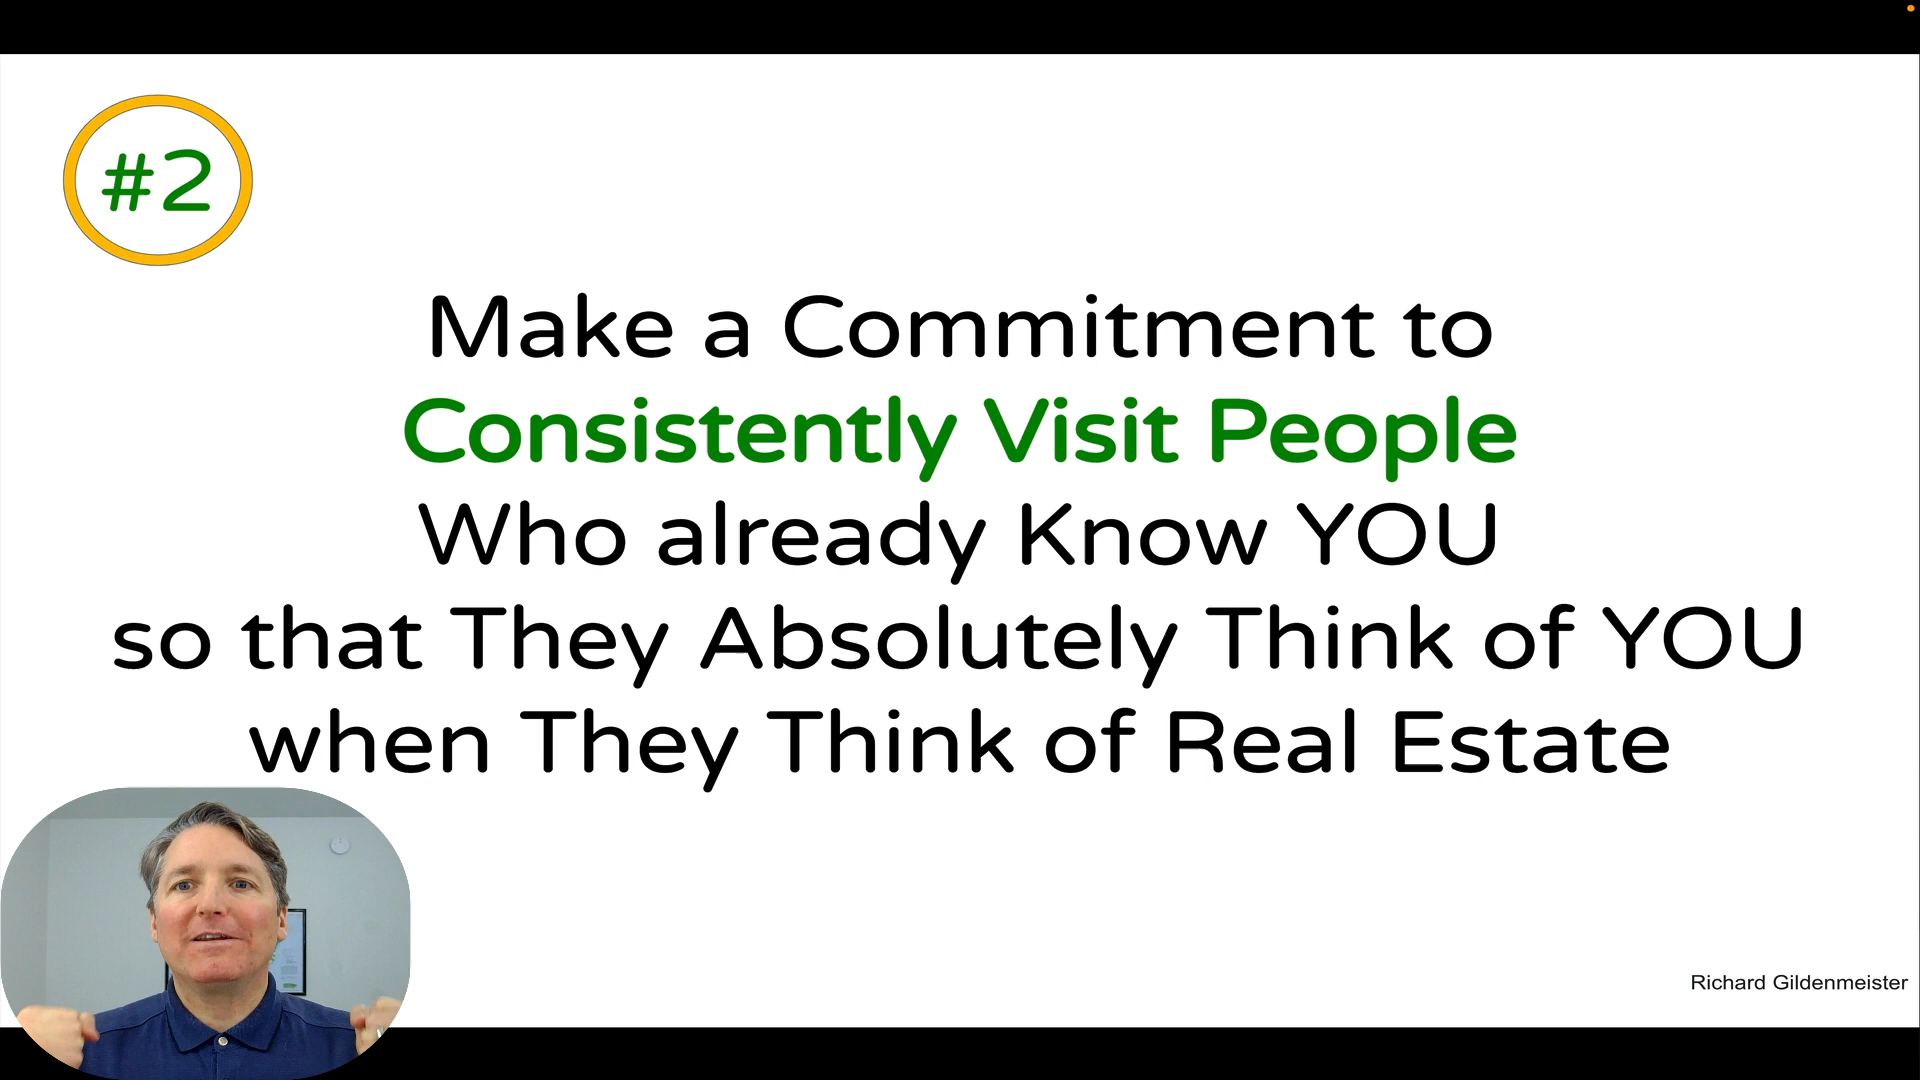 #2
Make a Commitment to
Consistently Visit People
Who already Know YOU
so that They Absolutely Think of YOU
when They Think of Real Estate
Richard Gildenmeister